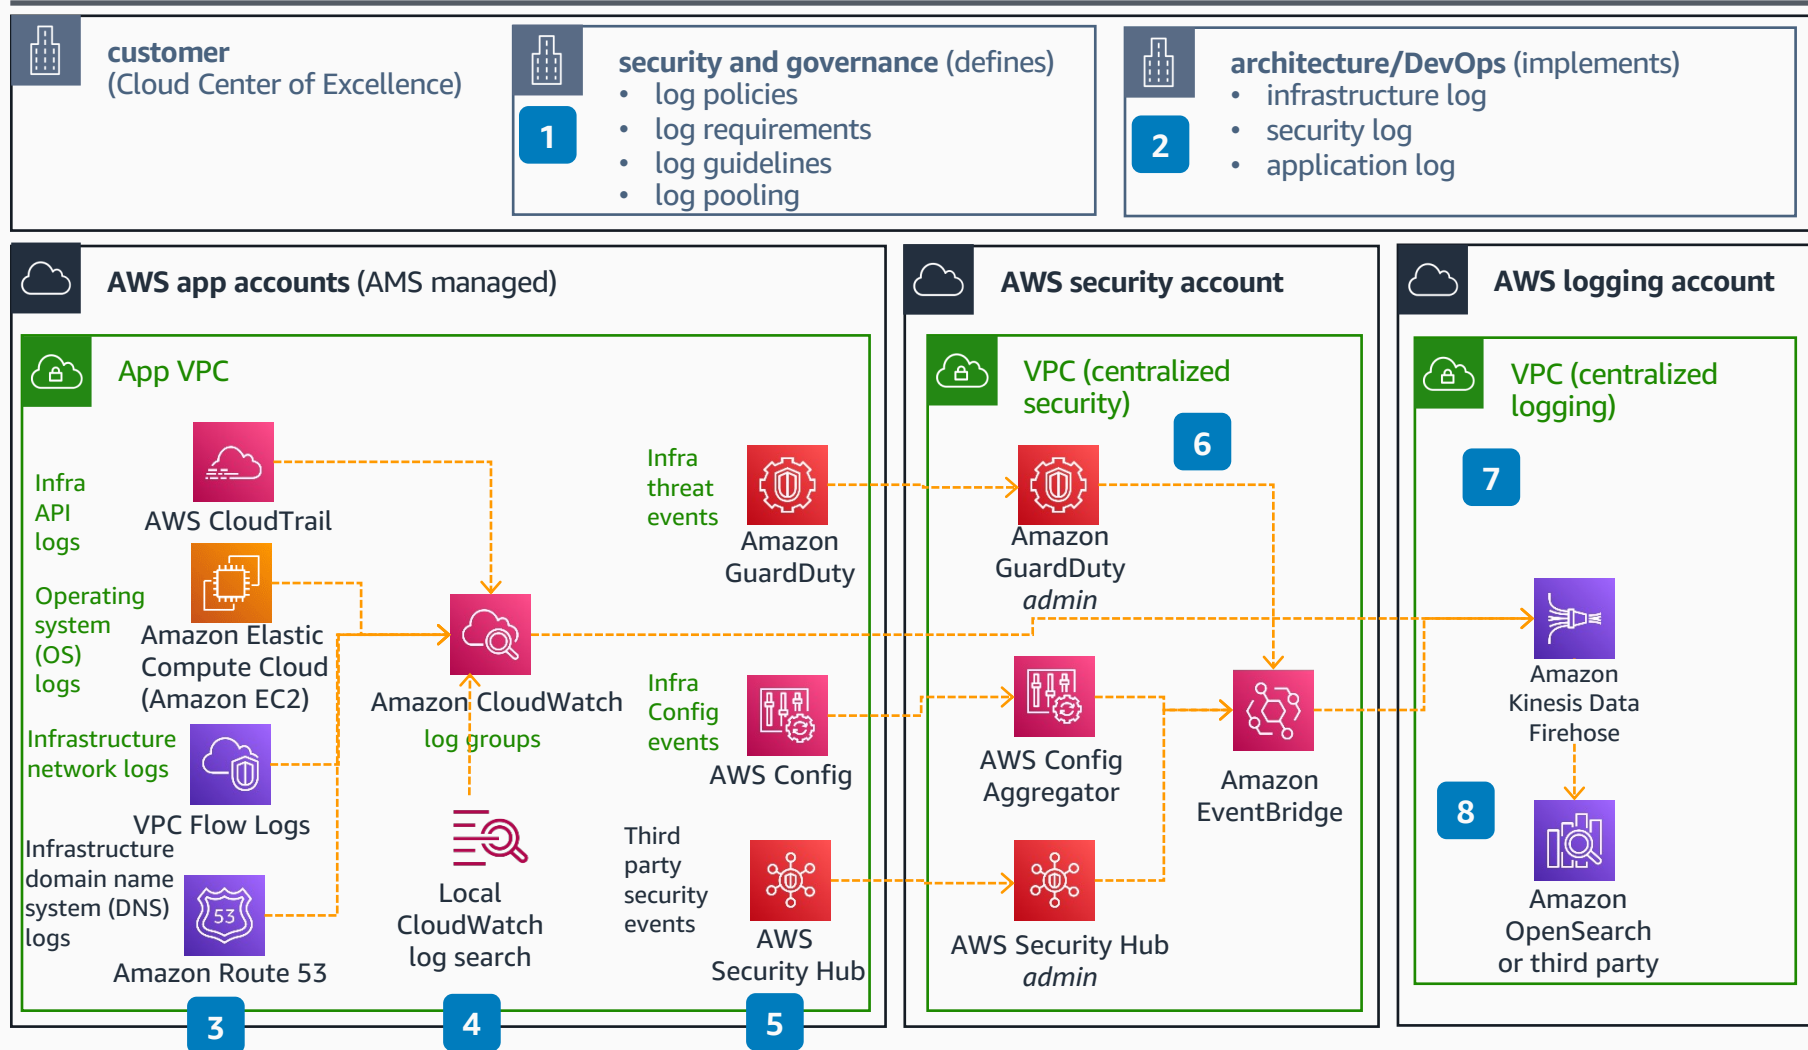 customer
(Cloud Center of Excellence)
1
security and governance (defines)
• log policies
• log requirements
• log guidelines
• log pooling
2
architecture/DevOps (implements)
• infrastructure log
• security log
• application log
AWS app accounts (AMS managed)
App VPC
Infra
API
logs
AWS CloudTrail
Operating
system
(OS)
logs
Amazon Elastic
Compute Cloud
(Amazon EC2)
Infrastructure
network logs
VPC Flow Logs
Infrastructure
domain name
system (DNS)
logs
53
Amazon Route 53
3
Amazon CloudWatch
log groups
Local
CloudWatch
log search
4
Infra
threat
events
Amazon
GuardDuty
Infra
Config
events
AWS Config
Third
party
security
events
AWS
Security Hub
5
AWS security account
VPC (centralized
security)
6
Amazon
GuardDuty
admin
AWS Config
Aggregator
Amazon
EventBridge
AWS Security Hub
admin
AWS logging account
VPC (centralized
logging)
7
Amazon
Kinesis Data
Firehose
8
Amazon
OpenSearch
or third party